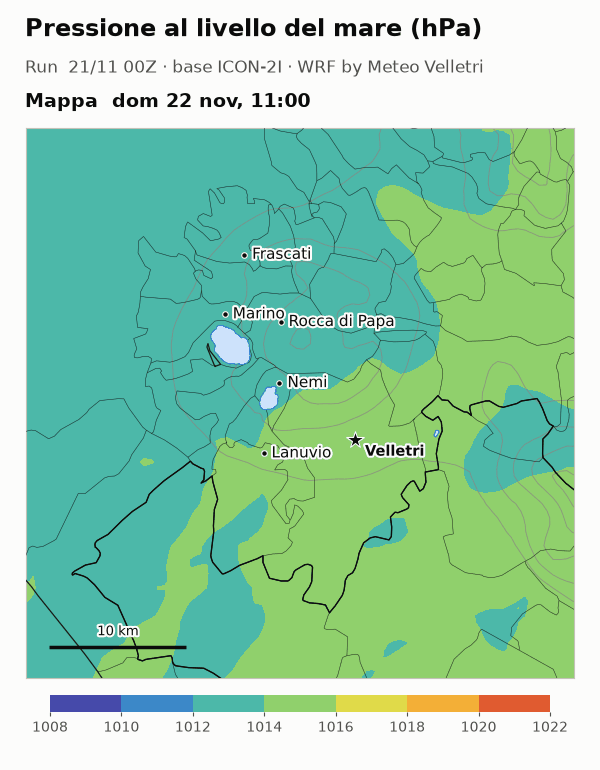 Pressione al livello del mare (hPa)
Run  21/11 00Z · base ICON-2I · WRF by Meteo Velletri
Mappa  dom 22 nov, 11:00
Frascati
Marino
Rocca di Papa
Nemi
Velletri
Lanuvio
10 km
1008 1010 1012 1014 1016 1018 1020 1022